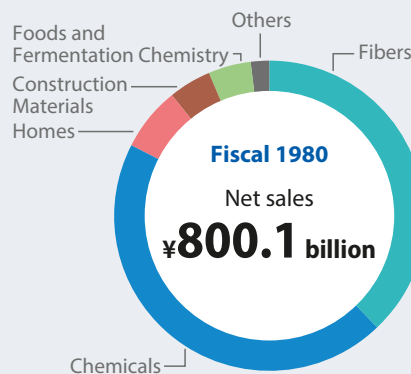 Others
Foods and
Fermentation Chemistry
Fibers
Construction
Materials
Homes
Fiscal 1980
Net sales
¥800.1 billion
Chemicals